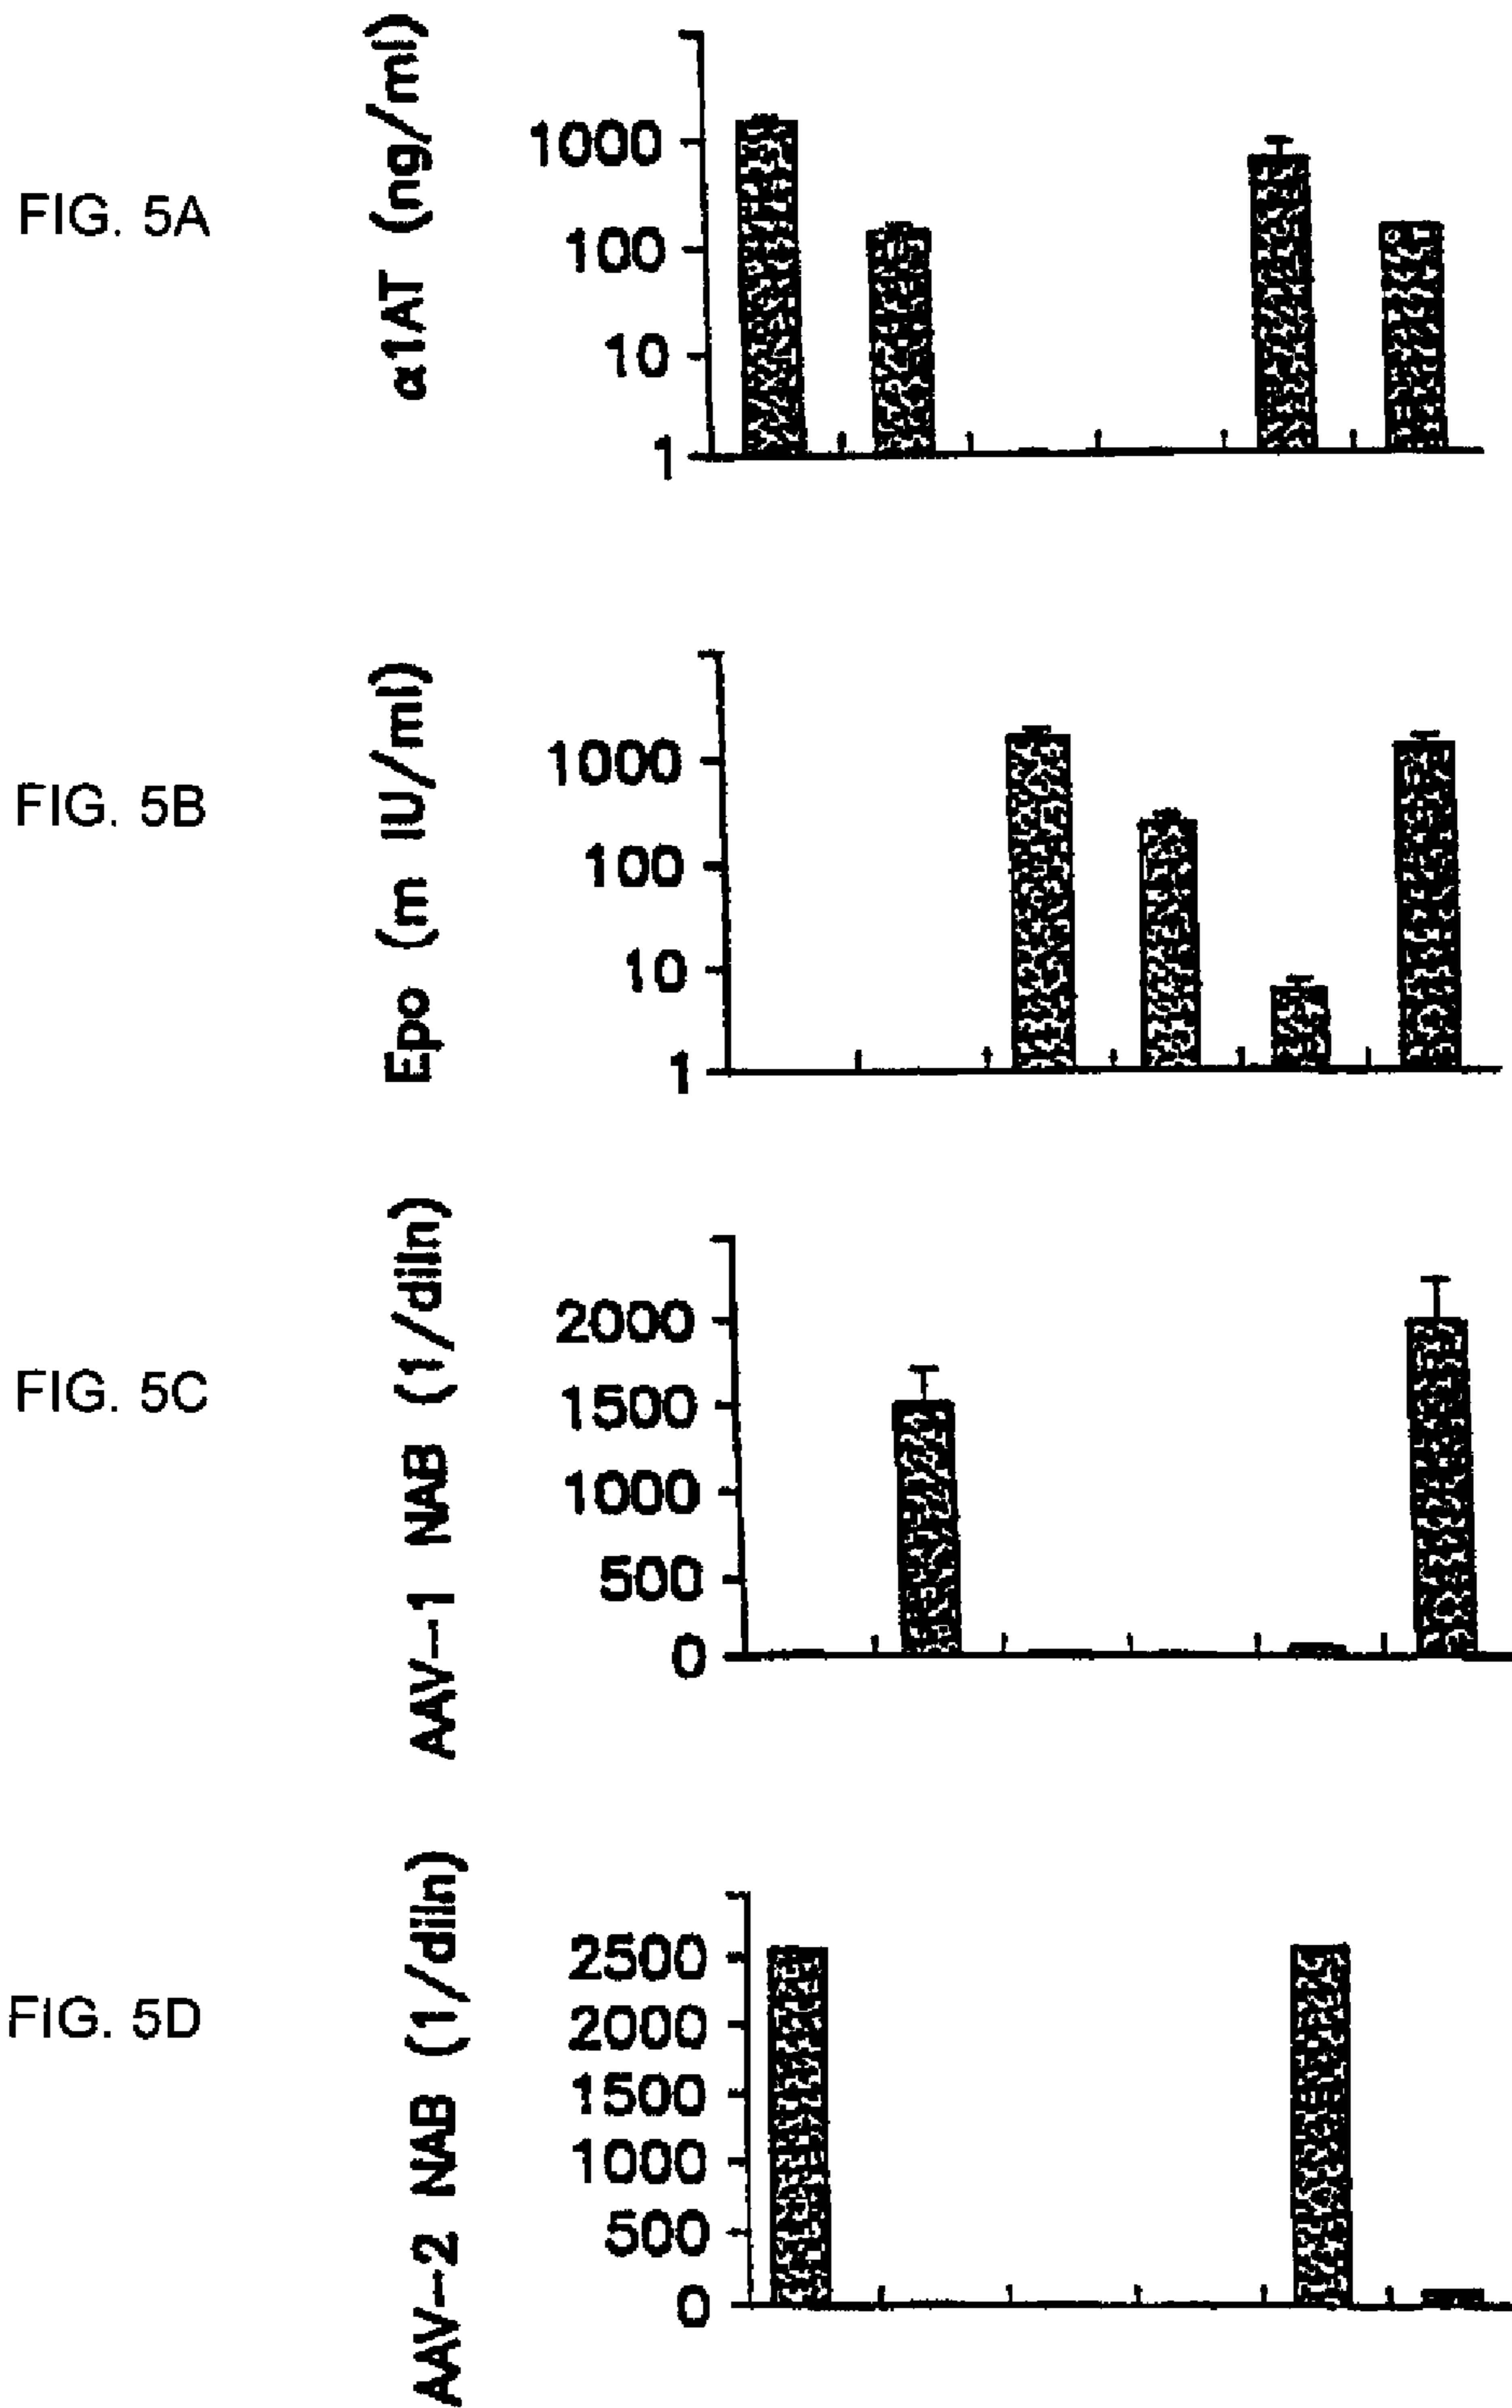 FIG. 5A
α1AT (ng/ml)
1000
100
10
1
FIG. 5B
Epo (m IU/ml)
1000
100
10
1
FIG. 5C
AAV-1 NAB (1/diln)
2000
1500
1000
500
0
FIG. 5D
AAV-2 NAB (1/diln)
2500
2000
1500
1000
500
0